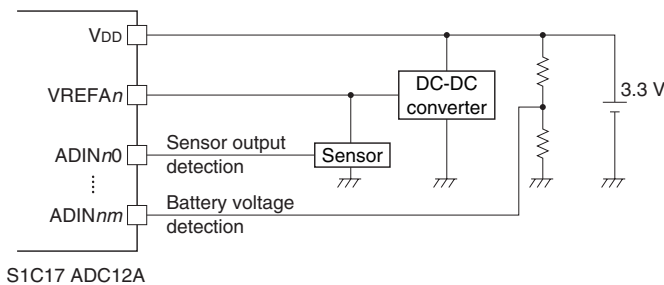 VDD
VREFAn
DC-DC
converter
3.3 V
ADINn0
Sensor output
detection
Sensor
ADINnm
Battery voltage
detection
S1C17 ADC12A